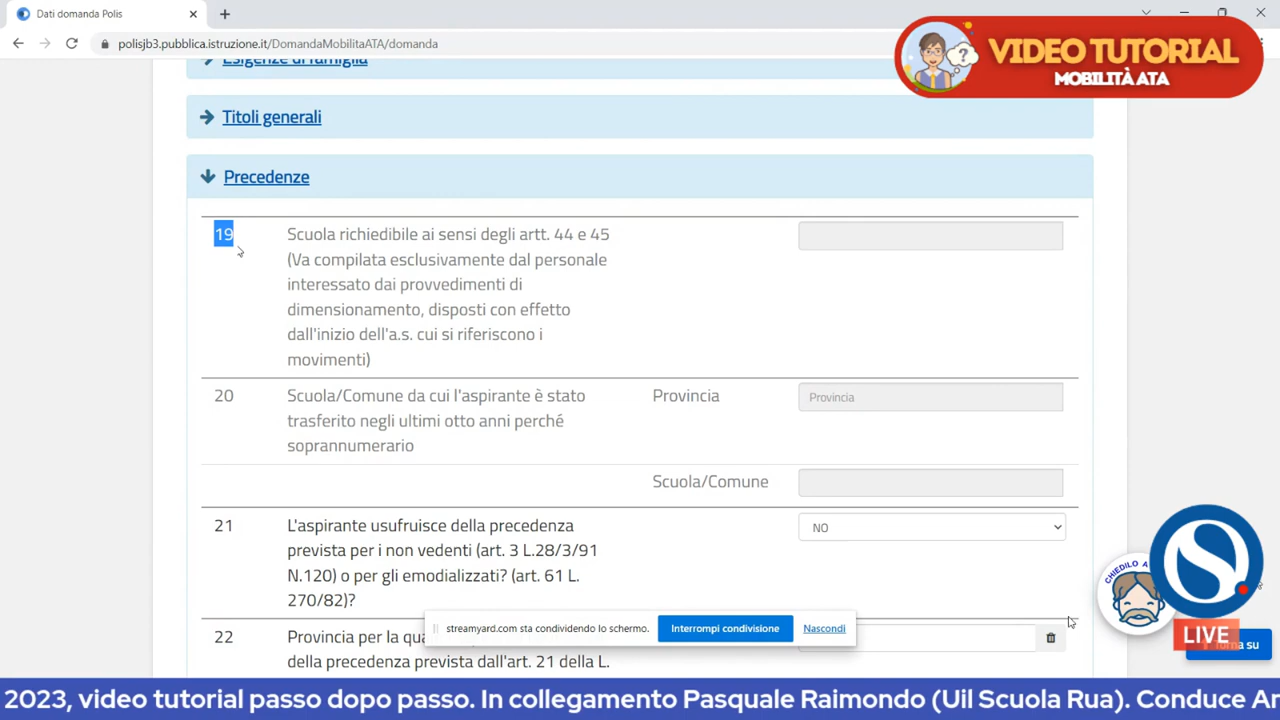 Dati domanda Polis
polisjb3.pubblica.istruzione.it/DomandaMobilitaATA/domanda
VIDEO TUTORIAL
MOBILITÀ ATA
Esigenze di famiglia
Titoli generali
Precedenze
19 Scuola richiedibile ai sensi degli artt. 44 e 45
(Va compilata esclusivamente dal personale
interessato dai provvedimenti di
dimensionamento, disposti con effetto
dall'inizio dell'a.s. cui si riferiscono i
movimenti)
20 Scuola/Comune da cui l'aspirante è stato Provincia Provincia
trasferito negli ultimi otto anni perché
soprannumerario
Scuola/Comune
21 L'aspirante usufruisce della precedenza NO
prevista per i non vedenti (art. 3 L.28/3/91
N.120) o per gli emodializzati? (art. 61 L.
270/82)?
CHIEDILO A
streamyard.com sta condividendo lo schermo. Interrompi condivisione Nascondi
22 Provincia per la qu
della precedenza prevista dall'art. 21 della L.
LIVE
su
2023, video tutorial passo dopo passo. In collegamento Pasquale Raimondo (Uil Scuola Rua). Conduce